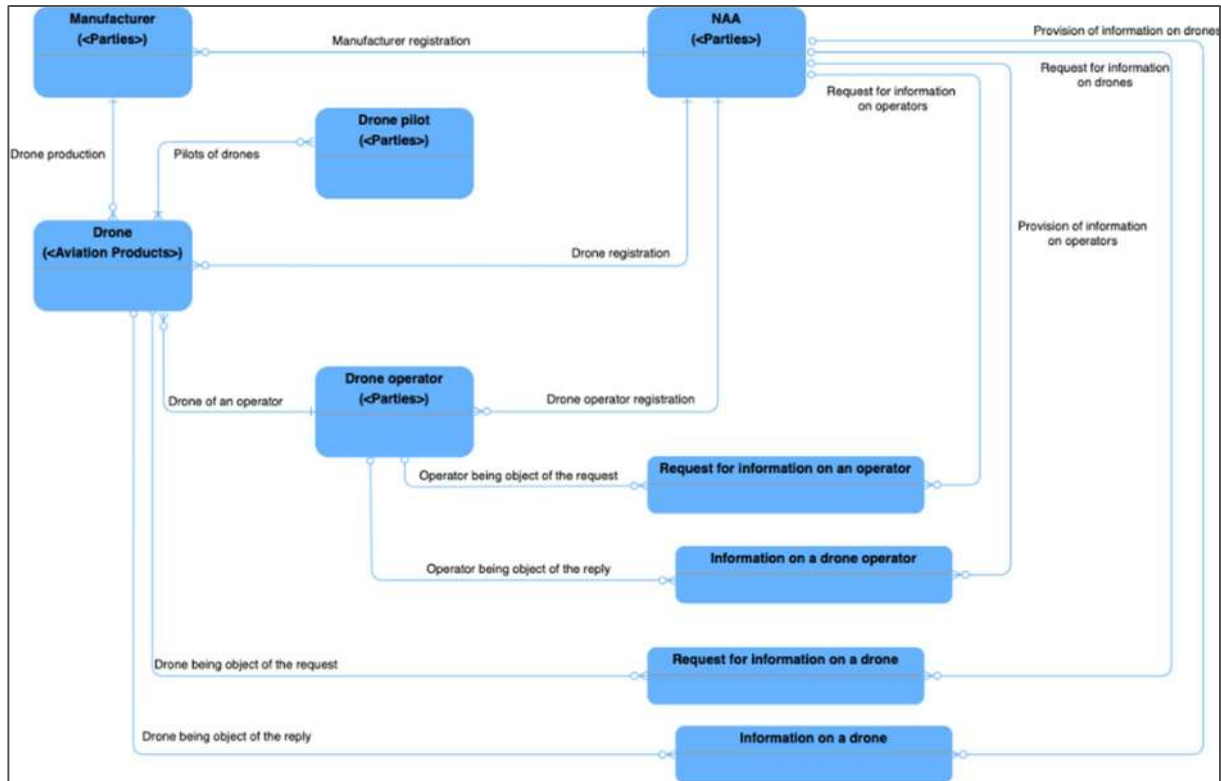 Manufacturer
(<Parties>)
Manufacturer registration
NAA
(<Parties>)
Provision of information on drones
Request for information
on drones
Request for information
on operators
Drone pilot
(<Parties>)
Drone production
Pilots of drones
Drone
(<Aviation Products>)
Drone registration
Provision of information
on operators
Drone operator
(<Parties>)
Drone of an operator
Drone operator registration
Operator being object of the request
Request for information on an operator
Operator being object of the reply
Information on a drone operator
Drone being object of the request
Request for information on a drone
Drone being object of the reply
Information on a drone